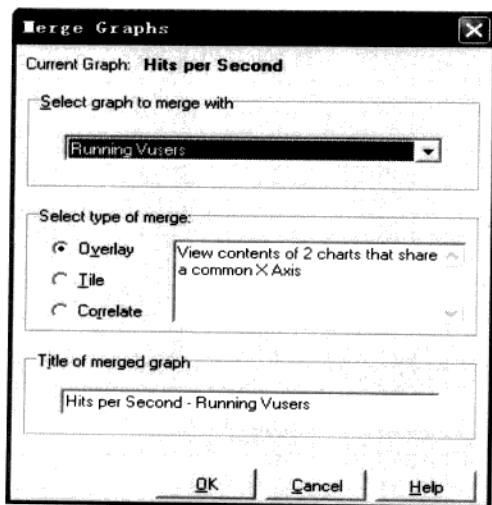 Merge Graphs
Current Graph: Hits per Second
Select graph to merge with
Running Vusers
Select type of merge:
Overlay
Tile
Correlate
View contents of 2 charts that share
a common X Axis
Title of merged graph
Hits per Second - Running Vusers
OK
Cancel
Help